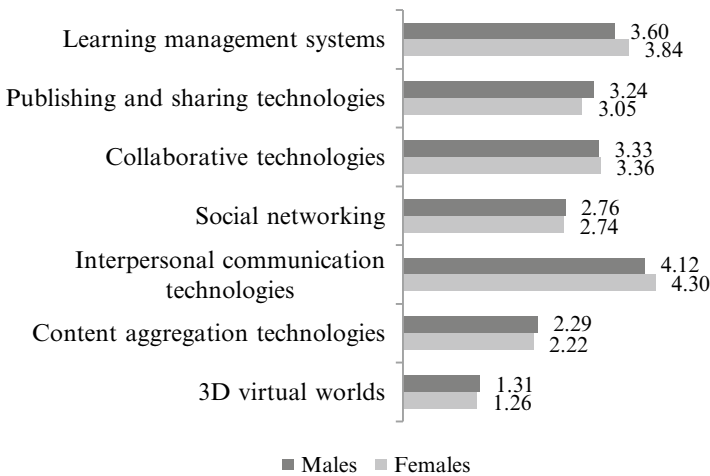 Learning management systems
3.60
3.84
Publishing and sharing technologies
3.24
3.05
Collaborative technologies
3.33
3.36
Social networking
2.76
2.74
Interpersonal communication
technologies
4.12
4.30
Content aggregation technologies
2.29
2.22
3D virtual worlds
1.31
1.26
Males Females